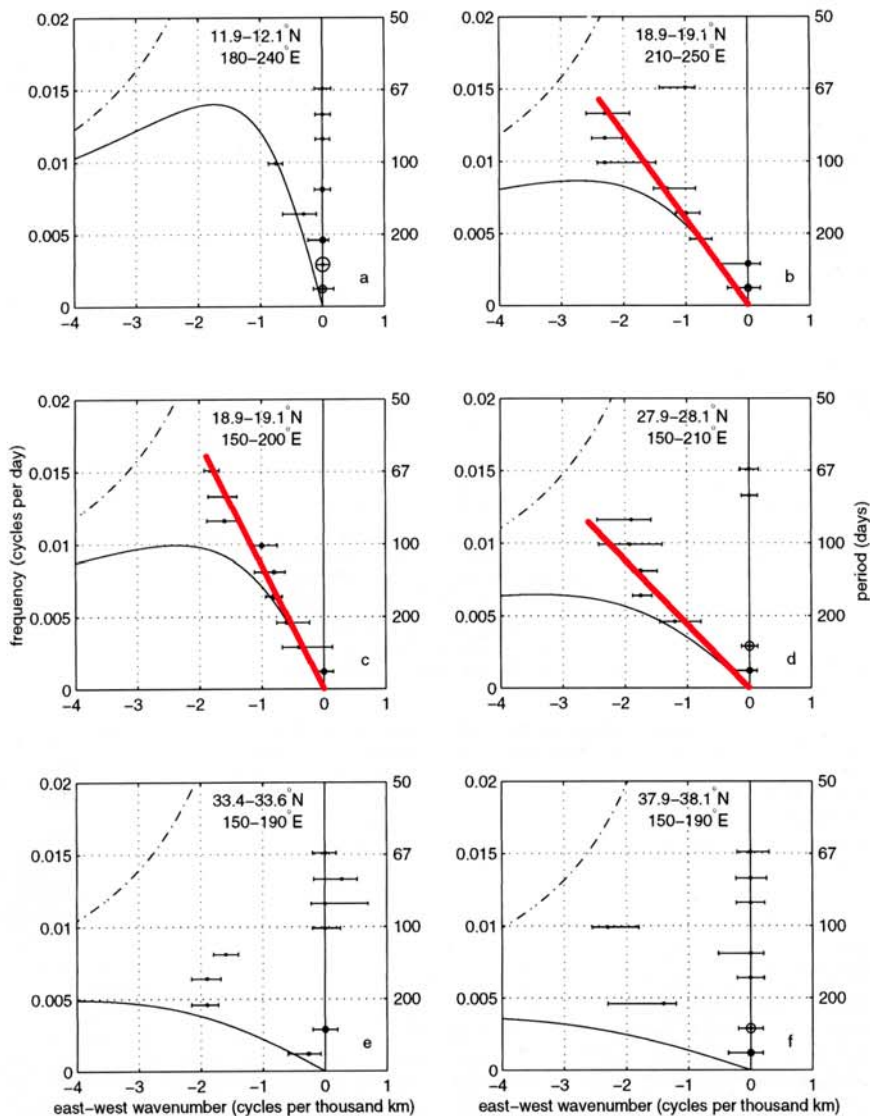 50
0.02
11.9–12.1°N
180–240°E
67
0.015
0.01
100
0.005
200
a
0
−4 −3 −2 −1 0 1
50
0.02
18.9–19.1°N
210–250°E
67
0.015
0.01
100
0.005
200
b
0
−4 −3 −2 −1 0 1
50
0.02
18.9–19.1°N
150–200°E
67
0.015
0.01
100
0.005
200
c
0
−4 −3 −2 −1 0 1
frequency (cycles per day)
50
0.02
27.9–28.1°N
150–210°E
67
0.015
0.01
100
0.005
200
d
0
−4 −3 −2 −1 0 1
period (days)
50
0.02
33.4–33.6°N
150–190°E
67
0.015
0.01
100
0.005
200
e
0
−4 −3 −2 −1 0 1
east–west wavenumber (cycles per thousand km)
50
0.02
37.9–38.1°N
150–190°E
67
0.015
0.01
100
0.005
200
f
0
−4 −3 −2 −1 0 1
east–west wavenumber (cycles per thousand km)